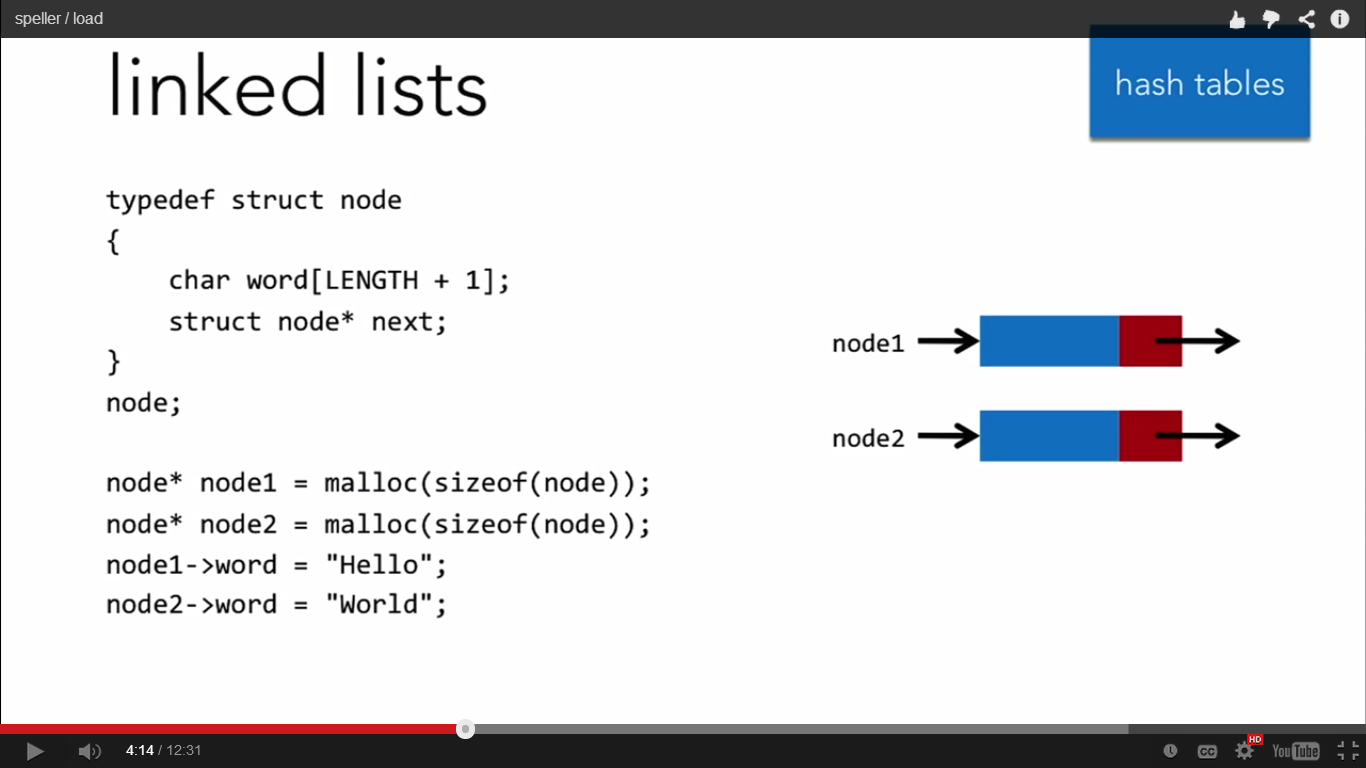 speller / load
linked lists
hash tables
typedef struct node
{
    char word[LENGTH + 1];
    struct node* next;
}
node;
node* node1 = malloc(sizeof(node));
node* node2 = malloc(sizeof(node));
node1->word = "Hello";
node2->word = "World";
node1
node2
4:14 / 12:31
CC
HD
YouTube